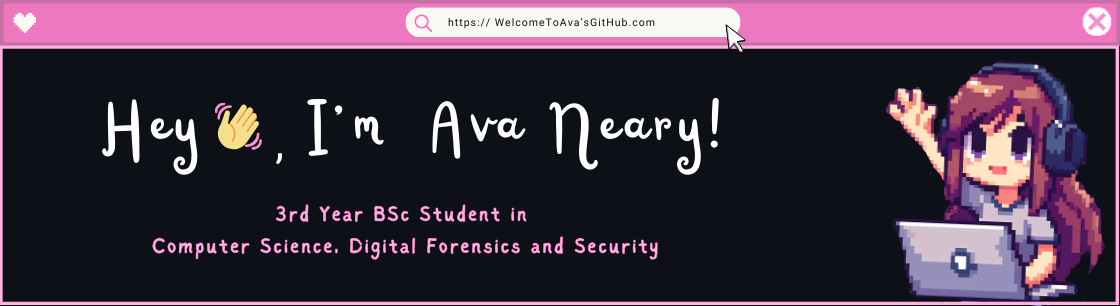 https:// WelcomeToAva'sGitHub.com
Hey 👋, I'm Ava Neary!
3rd Year BSc Student in
Computer Science. Digital Forensics and Security